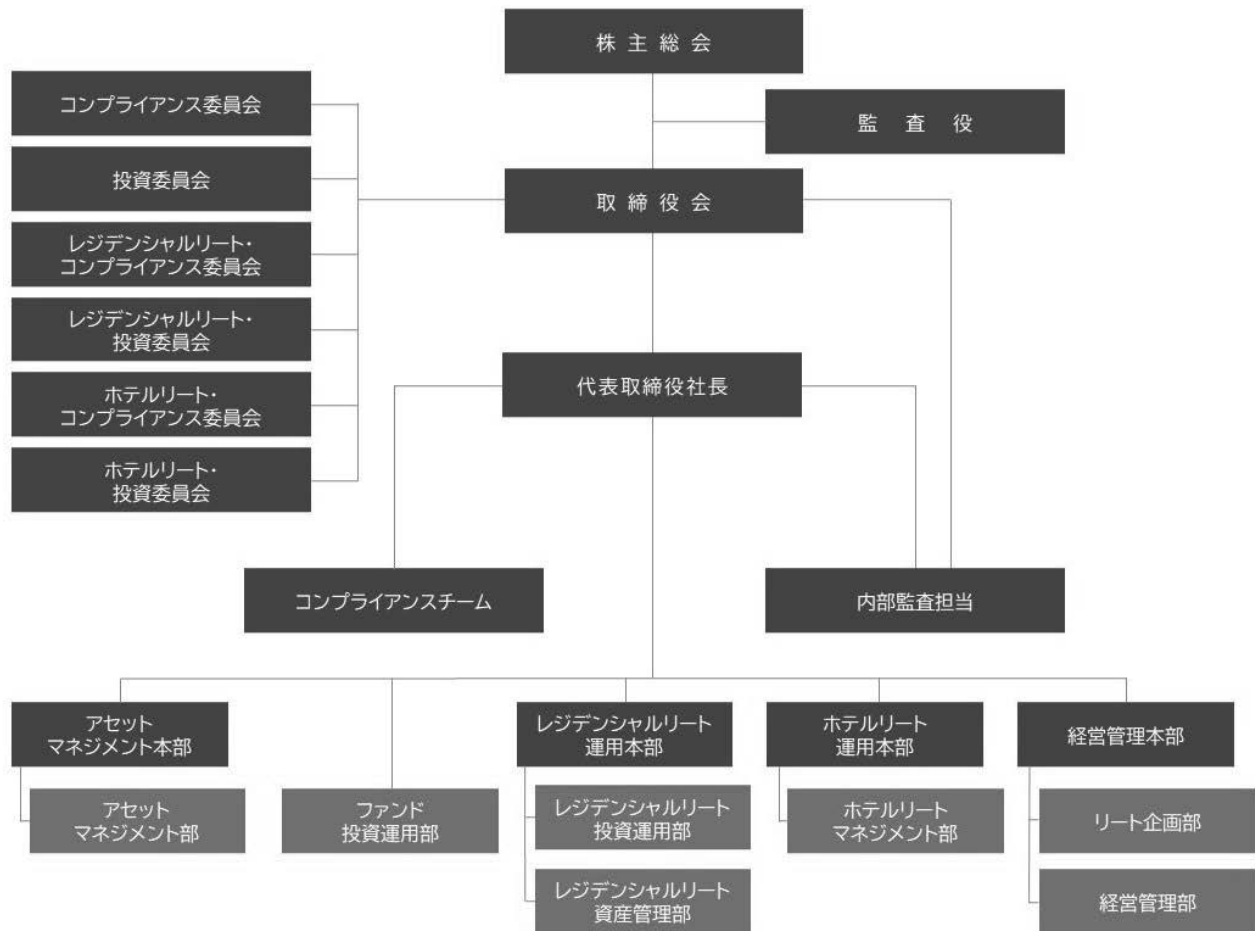 株主総会
監査役
取締役会
コンプライアンス委員会
投資委員会
レジデンシャルリート・
コンプライアンス委員会
レジデンシャルリート・
投資委員会
ホテルリート・
コンプライアンス委員会
ホテルリート・
投資委員会
代表取締役社長
コンプライアンスチーム
内部監査担当
アセット
マネジメント本部
アセット
マネジメント部
ファンド
投資運用部
レジデンシャルリート
運用本部
レジデンシャルリート
投資運用部
レジデンシャルリート
資産管理部
ホテルリート
運用本部
ホテルリート
マネジメント部
経営管理本部
リート企画部
経営管理部